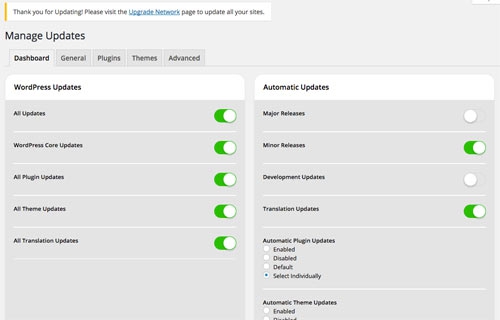 Thank you for Updating! Please visit the Upgrade Network page to update all your sites.
Manage Updates
Dashboard
General
Plugins
Themes
Advanced
WordPress Updates
All Updates
WordPress Core Updates
All Plugin Updates
All Theme Updates
All Translation Updates
Automatic Updates
Major Releases
Minor Releases
Development Updates
Translation Updates
Automatic Plugin Updates
Enabled
Disabled
Default
Select Individually
Automatic Theme Updates
Enabled
Disabled